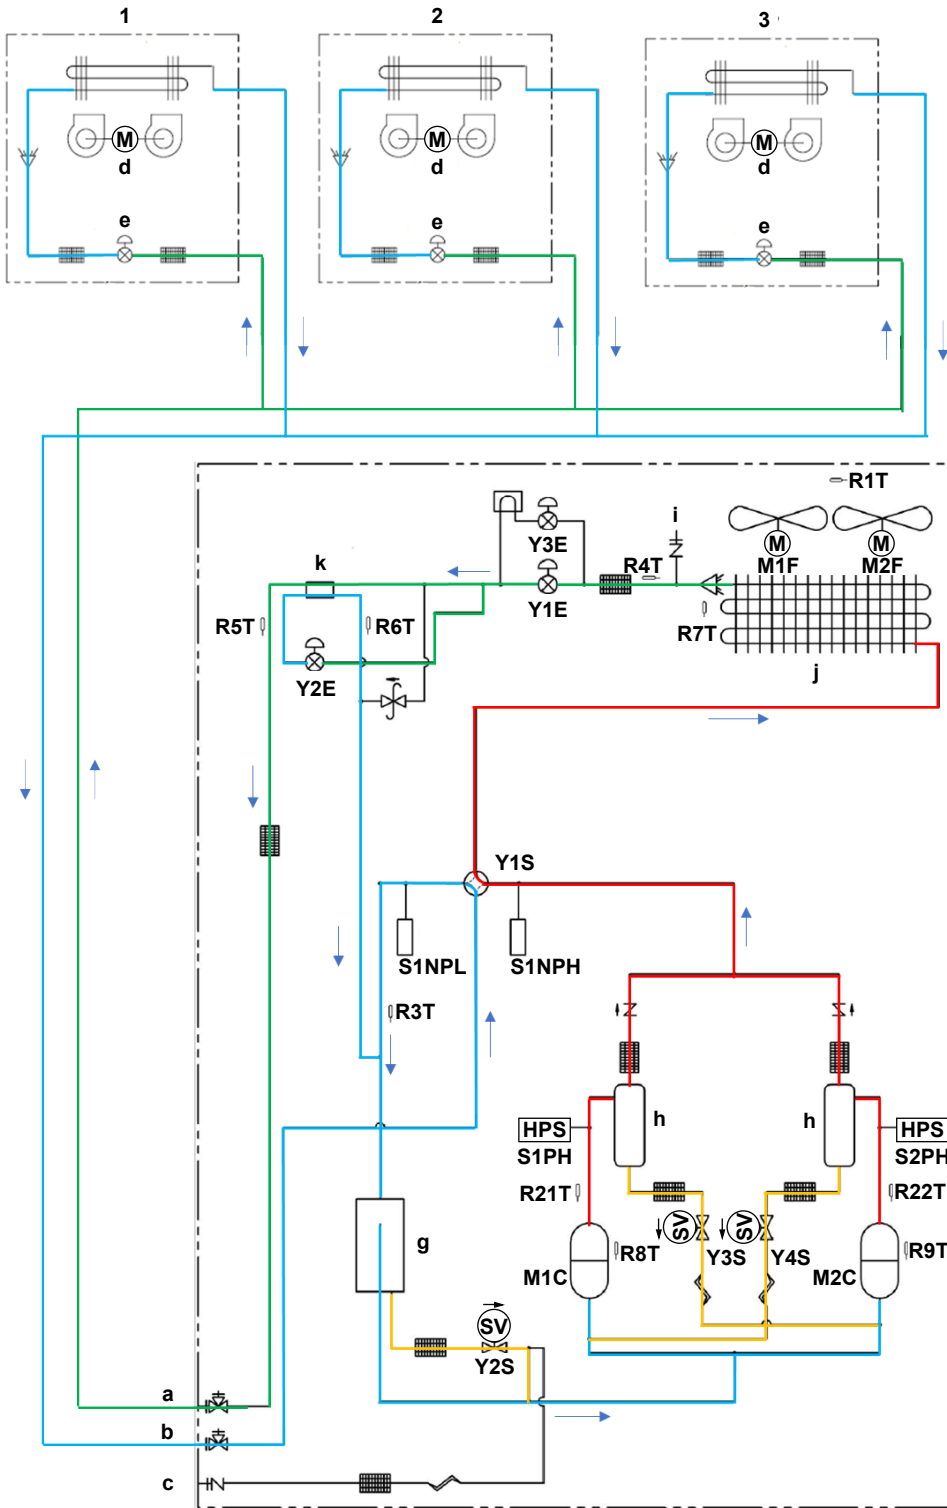 1 2 3
M M M
d d d
e e e
R1T
i
Y3E
M M
k R4T M1F M2F
Y1E
R5T R6T R7T
Y2E j
Y1S
S1NPL S1NPH
R3T
h h
HPS HPS
S1PH S2PH
R21T R22T
g SV SV
R8T Y3S Y4S R9T
M1C M2C
SV
Y2S
a
b
c